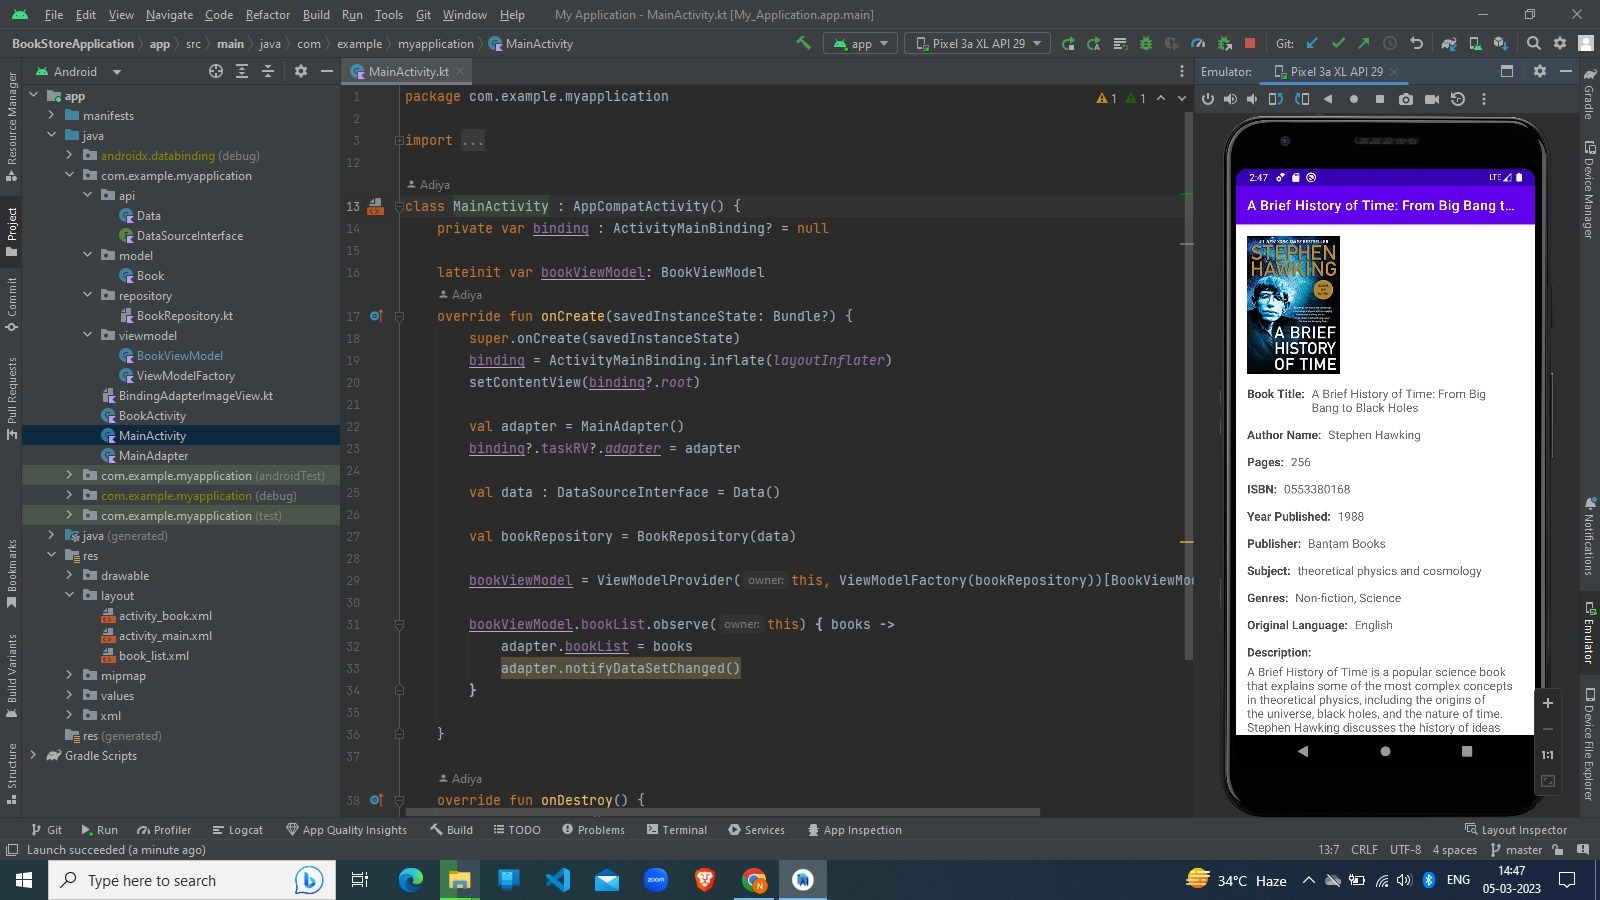 File Edit View Navigate Code Refactor Build Run Tools Git Window Help My Application - MainActivity.kt [My_Application.app.main]
BookStoreApplication app src main java com example myapplication MainActivity app Pixel 3a XL API 29 Git:
Android MainActivity.kt Emulator: Pixel 3a XL API 29
Resource Manager
Project
Commit
Pull Requests
Bookmarks
Build Variants
Structure
app
manifests
java
androidx.databinding (debug)
com.example.myapplication
api
Data
DataSourceInterface
model
Book
repository
BookRepository.kt
viewmodel
BookViewModel
ViewModelFactory
BindingAdapterImageView.kt
BookActivity
MainActivity
MainAdapter
com.example.myapplication (androidTest)
com.example.myapplication (debug)
com.example.myapplication (test)
java (generated)
res
drawable
layout
activity_book.xml
activity_main.xml
book_list.xml
mipmap
values
xml
res (generated)
Gradle Scripts
1 package com.example.myapplication 1 1
2
3 import ...
12
Adiya
13 class MainActivity : AppCompatActivity() {
14 private var binding : ActivityMainBinding? = null
15
16 lateinit var bookViewModel: BookViewModel
Adiya
17 override fun onCreate(savedInstanceState: Bundle?) {
18 super.onCreate(savedInstanceState)
19 binding = ActivityMainBinding.inflate(layoutInflater)
20 setContentView(binding?.root)
21
22 val adapter = MainAdapter()
23 binding?.taskRV?.adapter = adapter
24
25 val data : DataSourceInterface = Data()
26
27 val bookRepository = BookRepository(data)
28
29 bookViewModel = ViewModelProvider( owner: this, ViewModelFactory(bookRepository))[BookViewMo
30
31 bookViewModel.bookList.observe( owner: this) { books ->
32 adapter.bookList = books
33 adapter.notifyDataSetChanged()
34 }
35
36 }
37
Adiya
38 override fun onDestroy() {
2:47 LTE
A Brief History of Time: From Big Bang t...
STEPHEN
HAWKING
A BRIEF
HISTORY
OF TIME
Book Title: A Brief History of Time: From Big
Bang to Black Holes
Author Name: Stephen Hawking
Pages: 256
ISBN: 0553380168
Year Published: 1988
Publisher: Bantam Books
Subject: theoretical physics and cosmology
Genres: Non-fiction, Science
Original Language: English
Description:
A Brief History of Time is a popular science book
that explains some of the most complex concepts
in theoretical physics, including the origins of
the universe, black holes, and the nature of time.
Stephen Hawking discusses the history of ideas
1:1
Gradle
Device Manager
Notifications
Emulator
Device File Explorer
Git Run Profiler Logcat App Quality Insights Build TODO Problems Terminal Services App Inspection Layout Inspector
Launch succeeded (a minute ago) 13:7 CRLF UTF-8 4 spaces master
Type here to search zoom N 34°C Haze ENG 14:47
05-03-2023